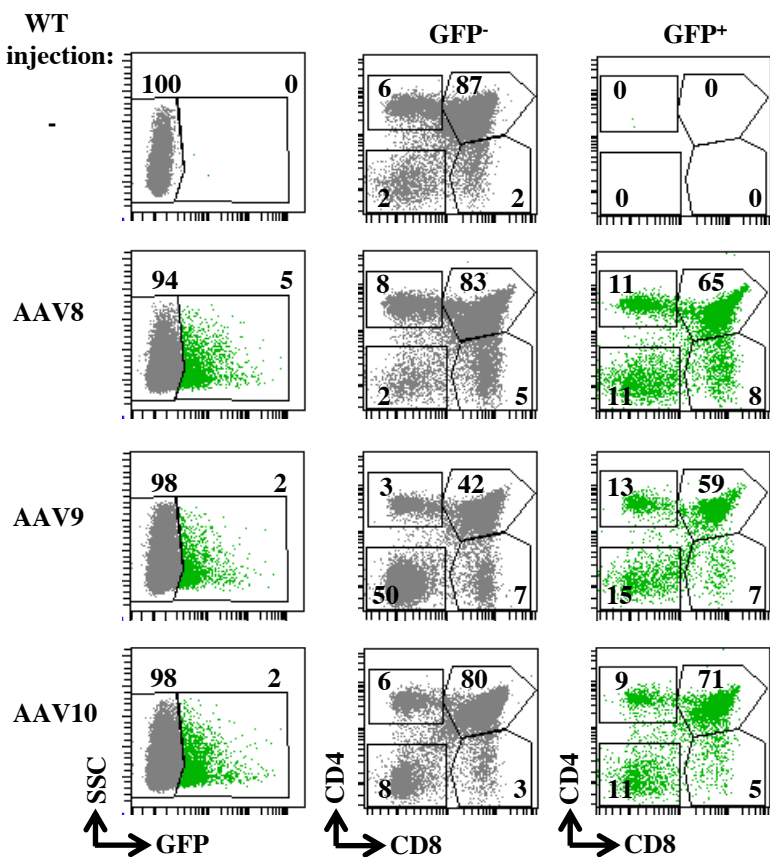 WT
injection:
GFP⁻
GFP⁺
-
100 0
6 87
2 2
0 0
0 0
AAV8
94 5
8 83
2 5
11 65
11 8
AAV9
98 2
3 42
50 7
13 59
15 7
AAV10
98 2
6 80
8 3
9 71
11 5
SSC
GFP
CD4
CD8
CD4
CD8